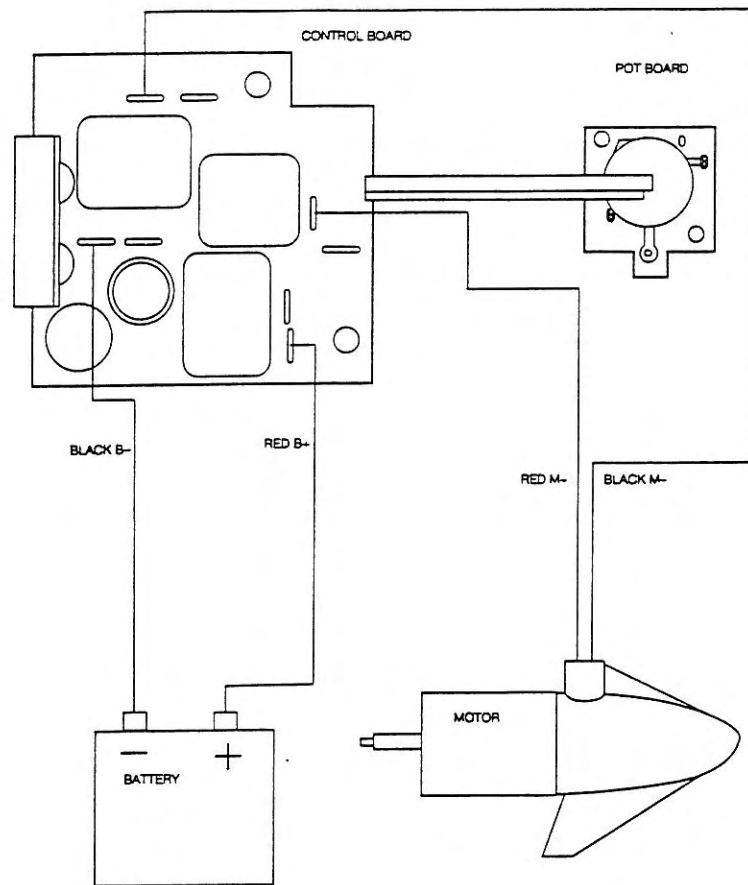 CONTROL BOARD
POT BOARD
BLACK B-
RED B+
RED M-
BLACK M-
MOTOR
BATTERY